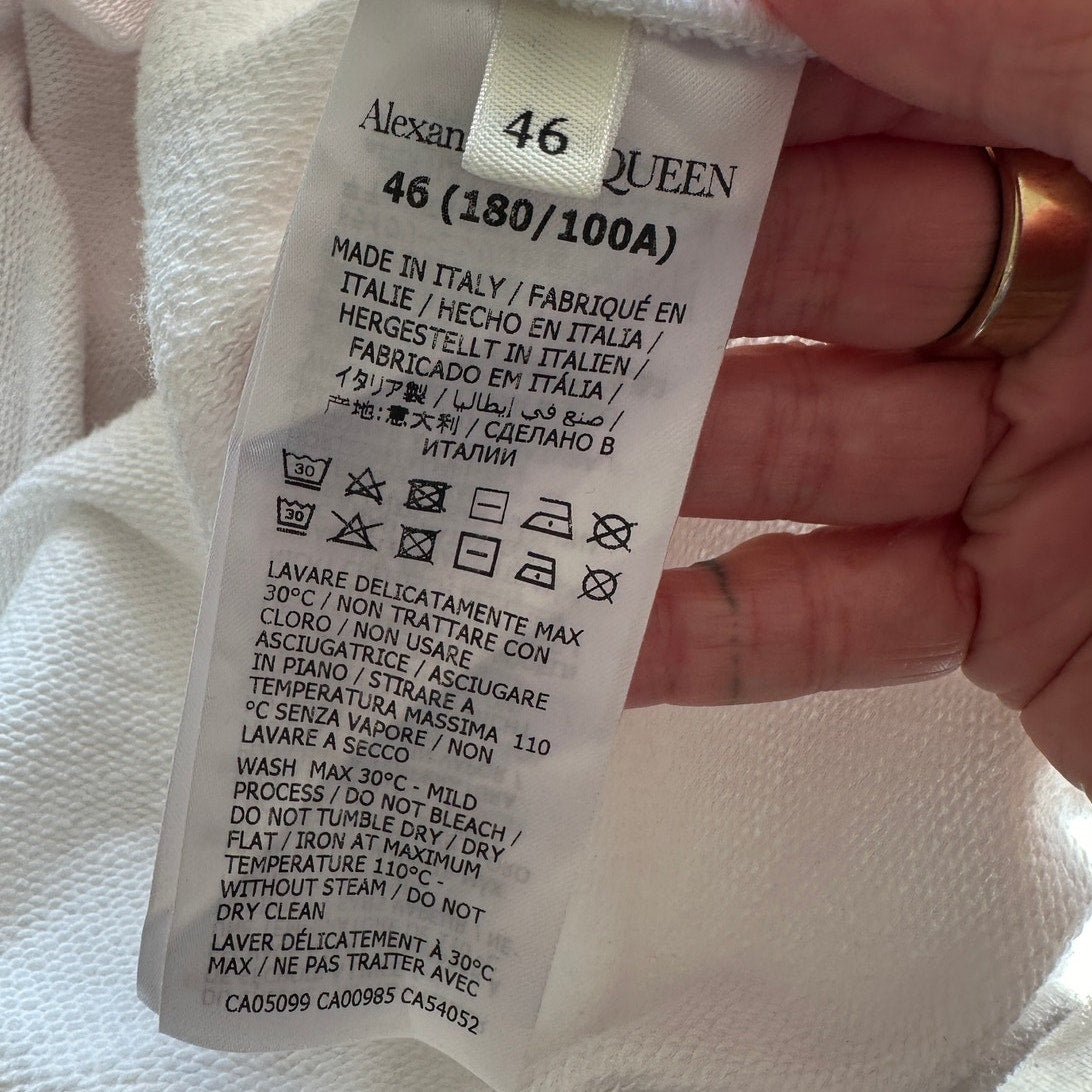 46
Alexan QUEEN
46 (180/100A)
MADE IN ITALY / FABRIQUÉ EN
ITALIE / HECHO EN ITALIA /
HERGESTELLT IN ITALIEN /
FABRICADO EM ITÁLIA /
イタリア製 / صنع في إيطاليا /
产地:意大利 / СДЕЛАНО В
ИТАЛИИ
30
30
LAVARE DELICATAMENTE MAX
30°C / NON TRATTARE CON
CLORO / NON USARE
ASCIUGATRICE / ASCIUGARE
IN PIANO / STIRARE A
TEMPERATURA MASSIMA 110
°C SENZA VAPORE / NON
LAVARE A SECCO
WASH MAX 30°C - MILD
PROCESS / DO NOT BLEACH /
DO NOT TUMBLE DRY / DRY
FLAT / IRON AT MAXIMUM
TEMPERATURE 110°C -
WITHOUT STEAM / DO NOT
DRY CLEAN
LAVER DÉLICATEMENT À 30°C
MAX / NE PAS TRAITER AVEC
CA05099 CA00985 CA54052